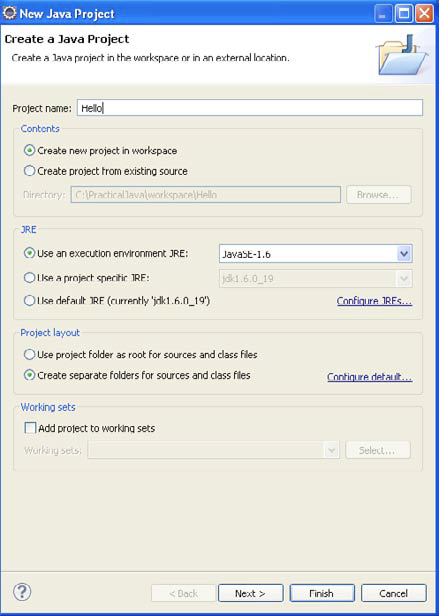 New Java Project
Create a Java Project
Create a Java project in the workspace or in an external location.
Project name: Hello
Contents
Create new project in workspace
Create project from existing source
Directory: C:\PracticalJava\workspace\Hello Browse...
JRE
Use an execution environment JRE: JavaSE-1.6
Use a project specific JRE: jdk1.6.0_19
Use default JRE (currently 'jdk1.6.0_19') Configure JREs...
Project layout
Use project folder as root for sources and class files
Create separate folders for sources and class files Configure default...
Working sets
Add project to working sets
Working sets: Select...
? < Back Next > Finish Cancel